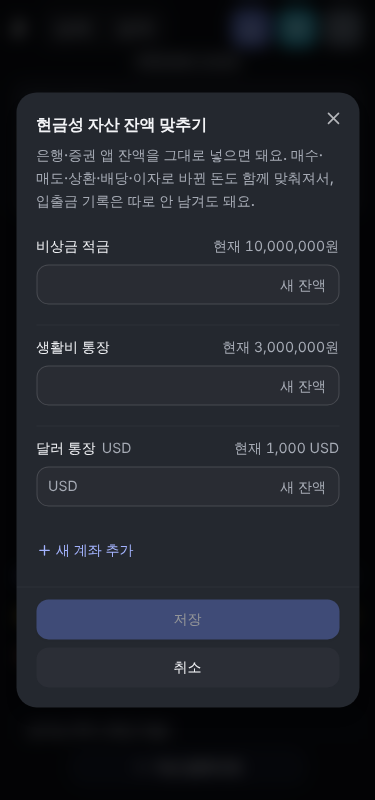 현금성 자산 잔액 맞추기
은행·증권 앱 잔액을 그대로 넣으면 돼요. 매수·
매도·상환·배당·이자로 바뀐 돈도 함께 맞춰져서,
입출금 기록은 따로 안 남겨도 돼요.
비상금 적금 현재 10,000,000원
새 잔액
생활비 통장 현재 3,000,000원
새 잔액
달러 통장 USD 현재 1,000 USD
USD 새 잔액
+ 새 계좌 추가
저장
취소